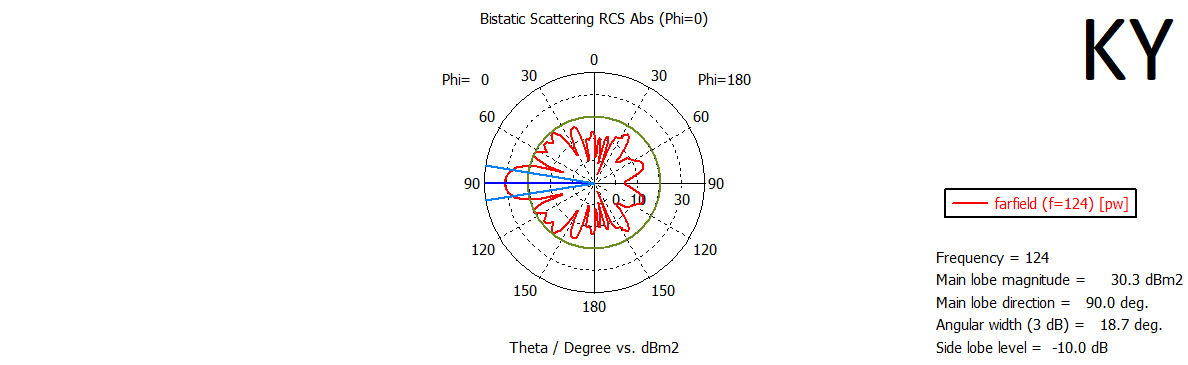 Bistatic Scattering RCS Abs (Phi=0)
KY
0
Phi= 0
30
30
Phi=180
60
60
90
0
10
30
90
farfield (f=124) [pw]
120
120
150
150
180
Frequency = 124
Main lobe magnitude = 30.3 dBm2
Main lobe direction = 90.0 deg.
Angular width (3 dB) = 18.7 deg.
Side lobe level = -10.0 dB
Theta / Degree vs. dBm2